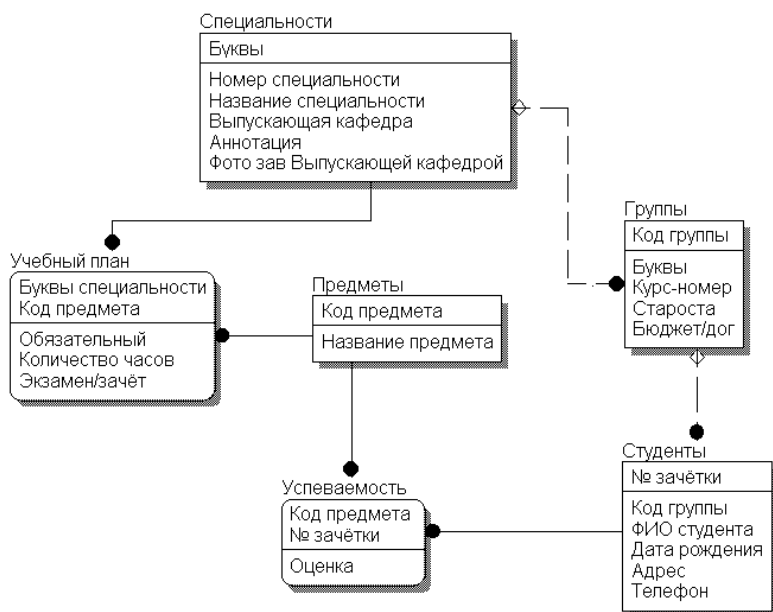 Специальности
Буквы
Номер специальности
Название специальности
Выпускающая кафедра
Аннотация
Фото зав Выпускающей кафедрой
Группы
Код группы
Буквы
Курс-номер
Староста
Бюджет/дог
Учебный план
Буквы специальности
Код предмета
Обязательный
Количество часов
Экзамен/зачёт
Предметы
Код предмета
Название предмета
Успеваемость
Код предмета
№ зачётки
Оценка
Студенты
№ зачётки
Код группы
ФИО студента
Дата рождения
Адрес
Телефон